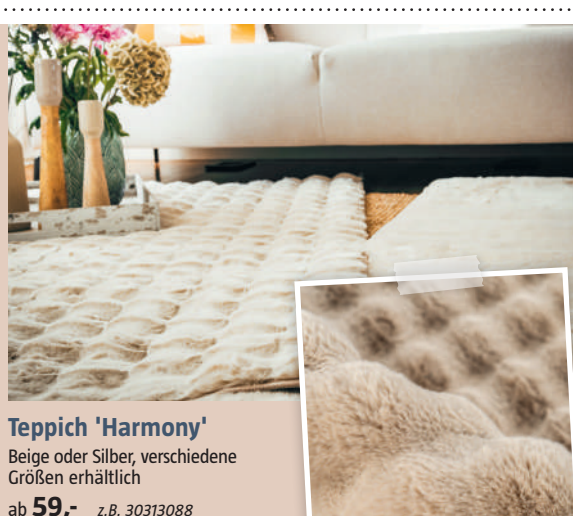 Teppich 'Harmony'
Beige oder Silber, verschiedene
Größen erhältlich
ab 59,- z.B. 30313088